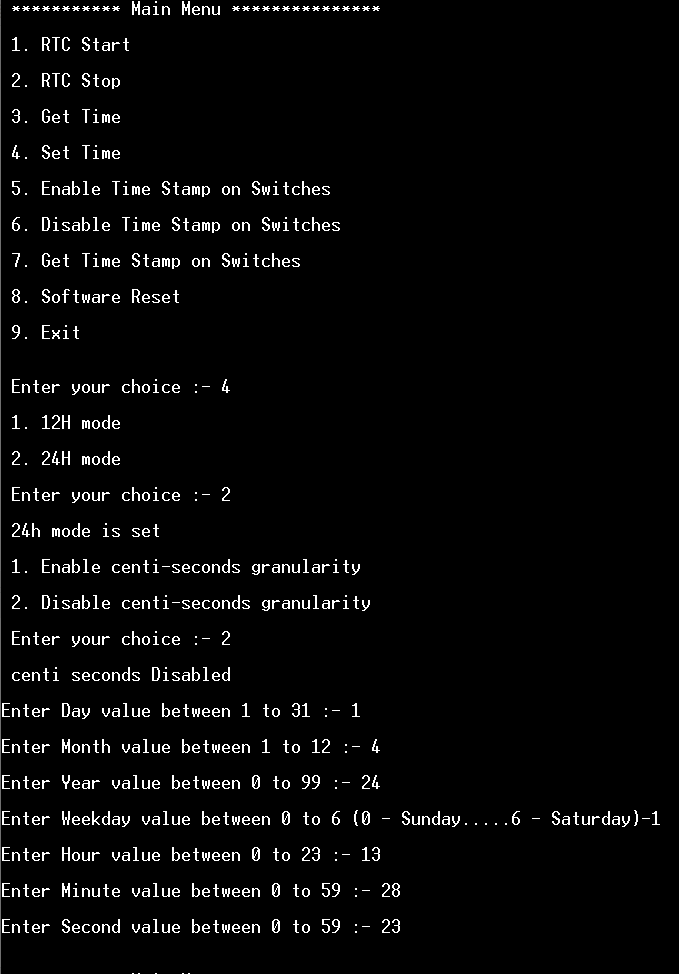 *********** Main Menu ***************
1. RTC Start
2. RTC Stop
3. Get Time
4. Set Time
5. Enable Time Stamp on Switches
6. Disable Time Stamp on Switches
7. Get Time Stamp on Switches
8. Software Reset
9. Exit
Enter your choice :- 4
1. 12H mode
2. 24H mode
Enter your choice :- 2
24h mode is set
1. Enable centi-seconds granularity
2. Disable centi-seconds granularity
Enter your choice :- 2
centi seconds Disabled
Enter Day value between 1 to 31 :- 1
Enter Month value between 1 to 12 :- 4
Enter Year value between 0 to 99 :- 24
Enter Weekday value between 0 to 6 (0 - Sunday.....6 - Saturday)-1
Enter Hour value between 0 to 23 :- 13
Enter Minute value between 0 to 59 :- 28
Enter Second value between 0 to 59 :- 23